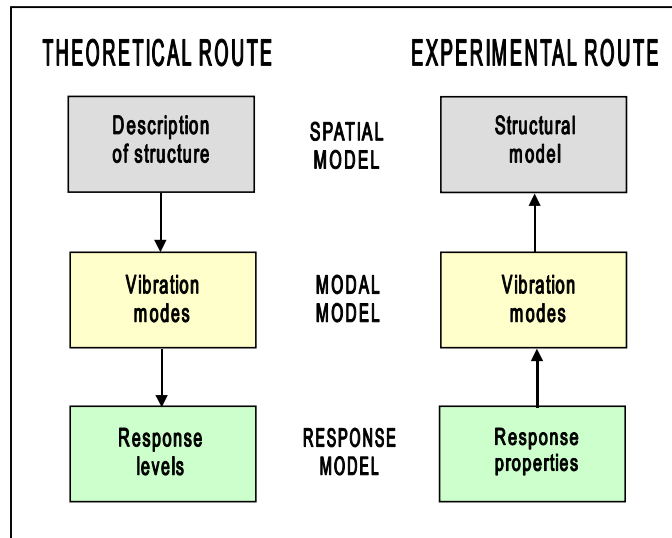 THEORETICAL ROUTE
EXPERIMENTAL ROUTE
Description
of structure
SPATIAL
MODEL
Structural
model
Vibration
modes
MODAL
MODEL
Vibration
modes
Response
levels
RESPONSE
MODEL
Response
properties